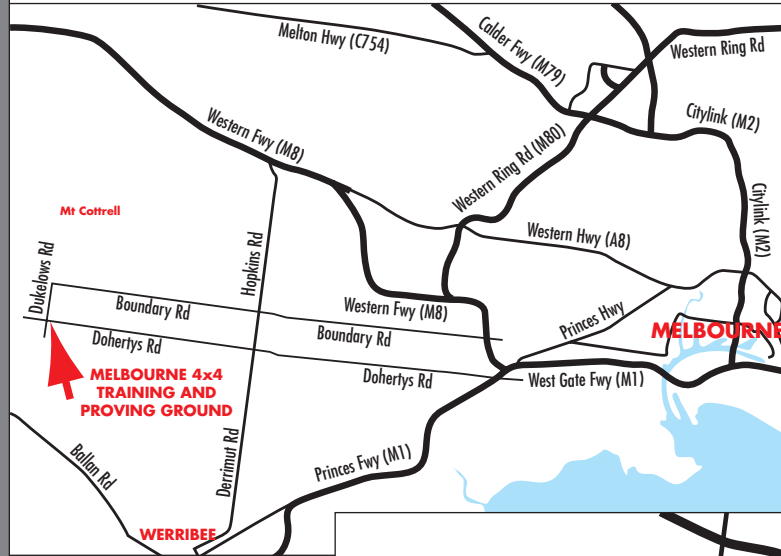 Melton Hwy (C754)
Calder Fwy (M79)
Western Ring Rd
Citylink (M2)
Western Fwy (M8)
Western Ring Rd (M80)
Mt Cottrell
Citylink (M2)
Western Hwy (A8)
Dukelows Rd
Hopkins Rd
Boundary Rd
Western Fwy (M8)
Princes Hwy
Boundary Rd
MELBOURNE
Dohertys Rd
Dohertys Rd
West Gate Fwy (M1)
MELBOURNE 4x4
TRAINING AND
PROVING GROUND
Ballan Rd
Derrimut Rd
Princes Fwy (M1)
WERRIBEE